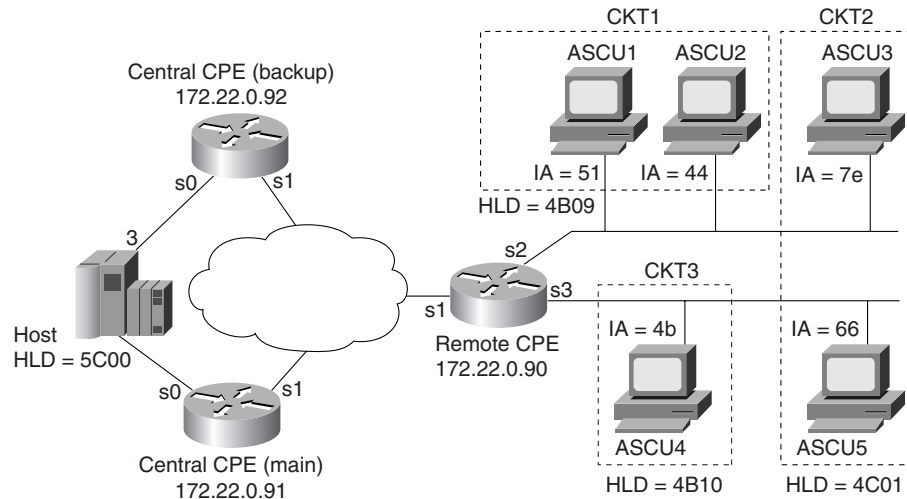 CKT1
CKT2
ASCU1
ASCU2
ASCU3
Central CPE (backup)
172.22.0.92
s0
s1
IA = 51
IA = 44
IA = 7e
HLD = 4B09
3
s2
CKT3
s1
s3
Host
HLD = 5C00
Remote CPE
172.22.0.90
IA = 4b
IA = 66
s0
s1
ASCU4
ASCU5
Central CPE (main)
172.22.0.91
HLD = 4B10
HLD = 4C01